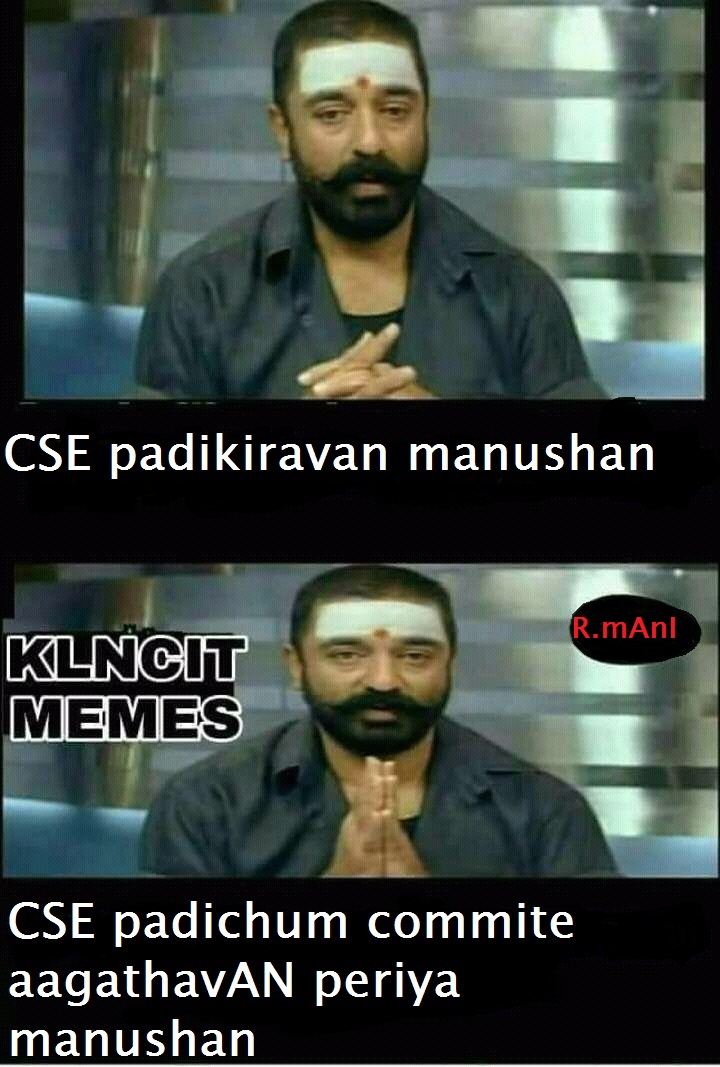 CSE padikiravan manushan
KLNCIT
MEMES
R.mAnI
CSE padichum commite
aagathavAN periya
manushan